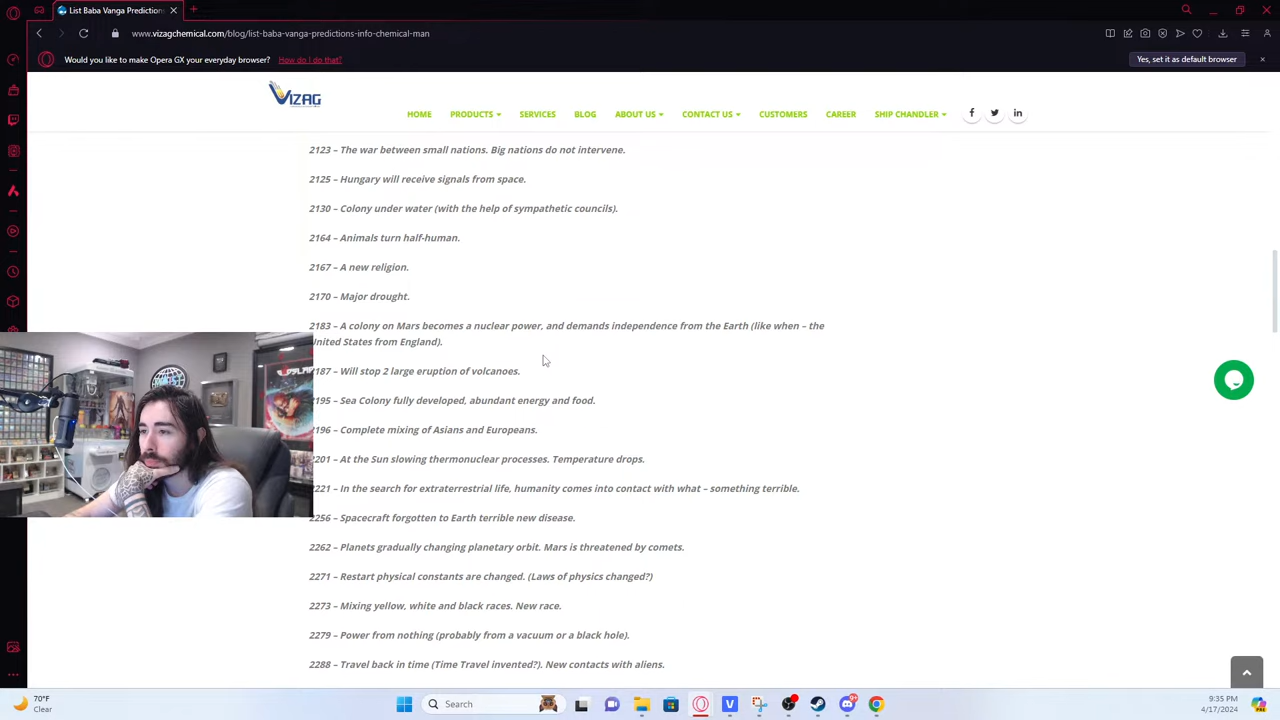 List Baba Vanga Prediction
www.vizagchemical.com/blog/list-baba-vanga-predictions-chemical-man
Would you like to make Opera GX your everyday browser? How do I do that? Yes, set it as default browser
VIZAG
HOME PRODUCTS SERVICES BLOG ABOUT US CONTACT US CUSTOMERS CAREER SHIP CHANDLER
2123 – The war between small nations. Big nations do not intervene.
2125 – Hungary will receive signals from space.
2130 – Colony under water (with the help of sympathetic councils).
2164 – Animals turn half-human.
2167 – A new religion.
2170 – Major drought.
2183 – A colony on Mars becomes a nuclear power, and demands independence from the Earth (like when – the
United States from England).
2187 – Will stop 2 large eruption of volcanoes.
2195 – Sea Colony fully developed, abundant energy and food.
2196 – Complete mixing of Asians and Europeans.
2201 – At the Sun slowing thermonuclear processes. Temperature drops.
2221 – In the search for extraterrestrial life, humanity comes into contact with what – something terrible.
2256 – Spacecraft forgotten to Earth terrible new disease.
2262 – Planets gradually changing planetary orbit. Mars is threatened by comets.
2271 – Restart physical constants are changed. (Laws of physics changed?)
2273 – Mixing yellow, white and black races. New race.
2279 – Power from nothing (probably from a vacuum or a black hole).
2288 – Travel back in time (Time Travel invented?). New contacts with aliens.
70°F
Clear
Search
9:35 PM
4/17/2024